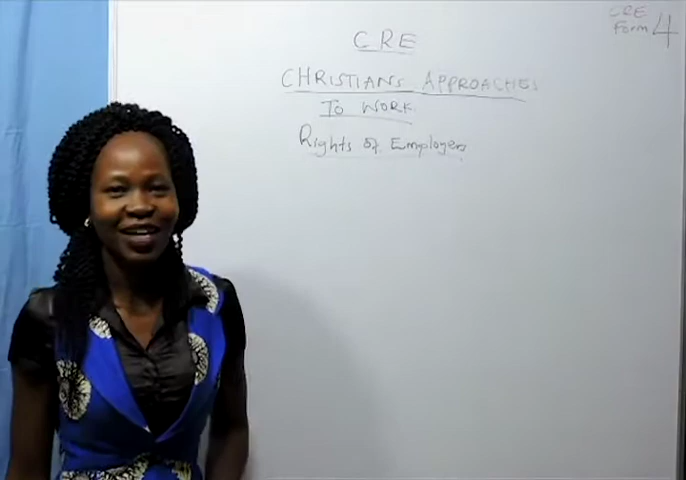 CRE
CRE
Form 4
CHRISTIANS APPROACHES
TO WORK.
Rights of Employers